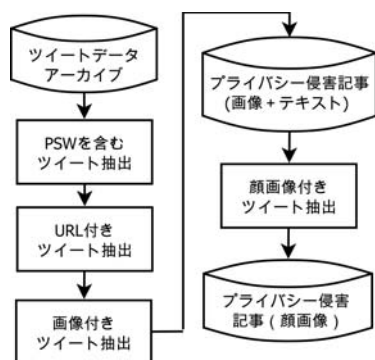 ツイートデータ
アーカイブ
PSWを含む
ツイート抽出
URL付き
ツイート抽出
画像付き
ツイート抽出
プライバシー侵害記事
(画像+テキスト)
顔画像付き
ツイート抽出
プライバシー侵害
記事(顔画像)